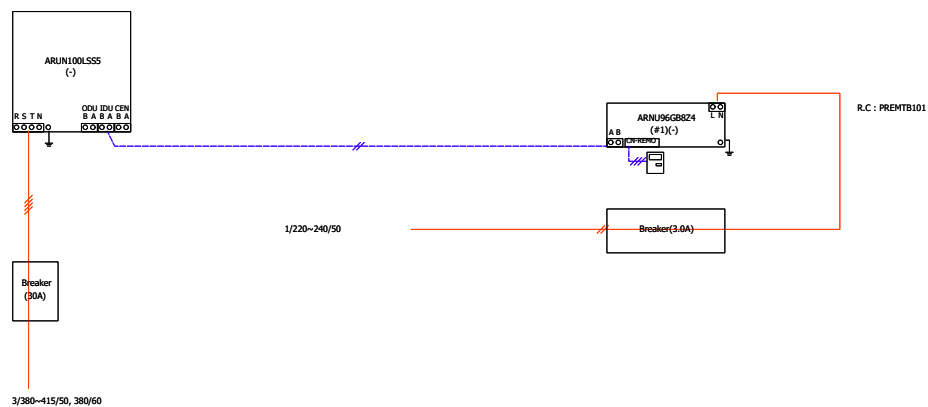 ARUN100LSS5
(-)
ODU IDU CEN
R S T N B A B A B A
R.C : PREMTB101
L N
ARNU96GB8Z4
(#1)(-)
A B
CN-REMO
1/220~240/50
Breaker(3.0A)
Breaker
(30A)
3/380~415/50, 380/60